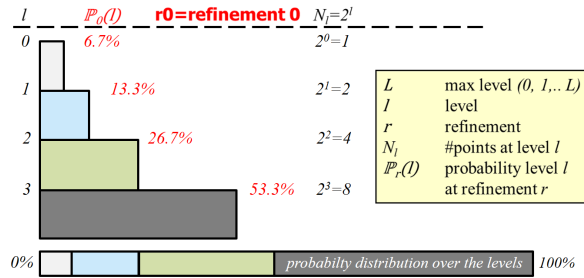 l ℙ₀(l) r0=refinement 0 Nₗ=2ˡ
0 6.7% 2⁰=1
1 13.3% 2¹=2
2 26.7% 2²=4
3 53.3% 2³=8
L max level (0, 1,.. L)
l level
r refinement
Nₗ #points at level l
ℙᵣ(l) probability level l
at refinement r
0% probabilty distribution over the levels 100%